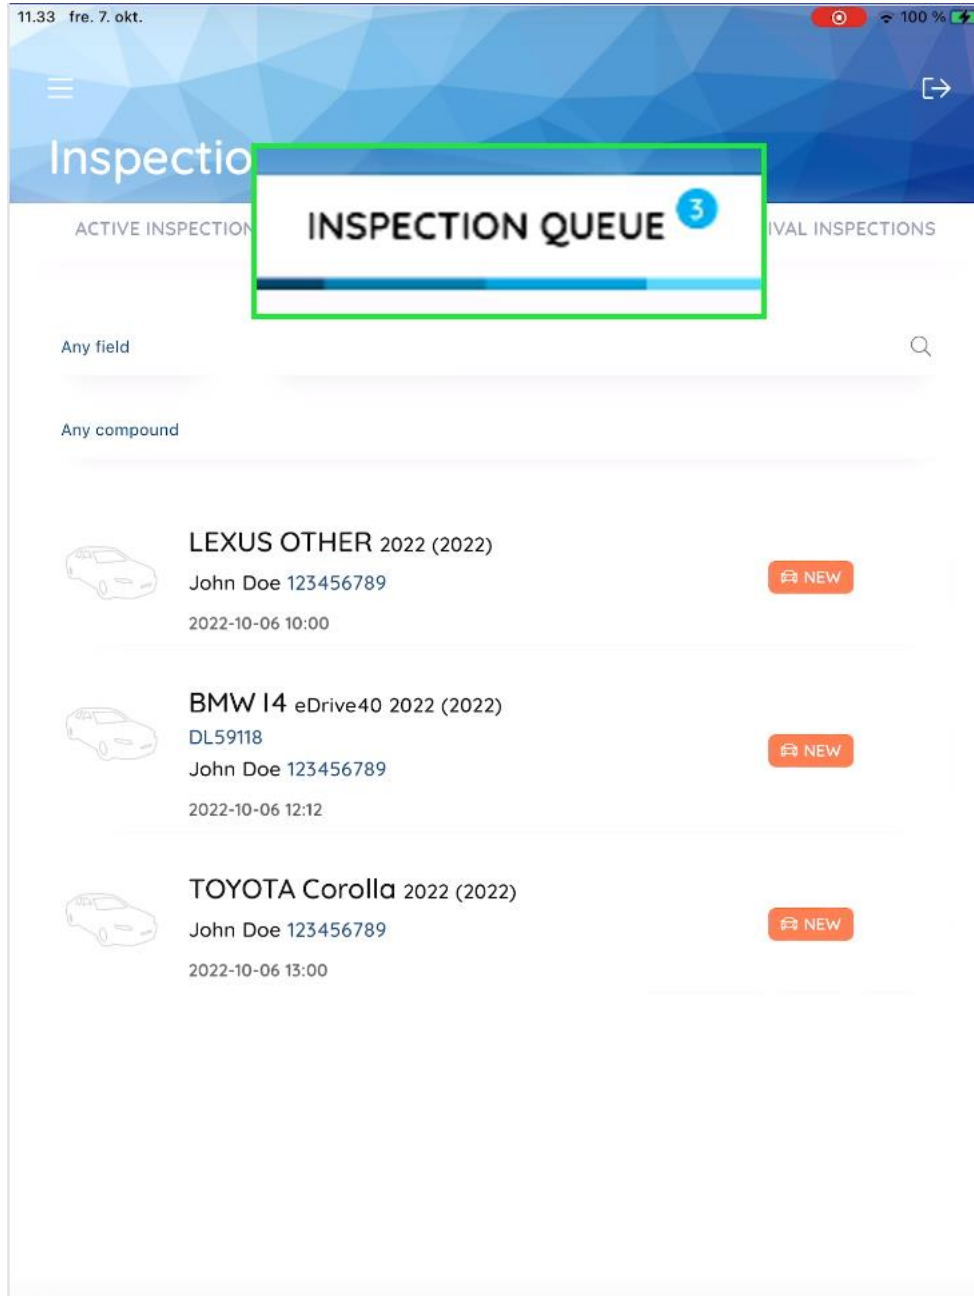 11.33 fre. 7. okt. 100 %
Inspectio
ACTIVE INSPECTION INSPECTION QUEUE 3 IVAL INSPECTIONS
Any field
Any compound
LEXUS OTHER 2022 (2022)
John Doe 123456789
NEW
2022-10-06 10:00
BMW I4 eDrive40 2022 (2022)
DL59118
NEW
John Doe 123456789
2022-10-06 12:12
TOYOTA Corolla 2022 (2022)
John Doe 123456789
NEW
2022-10-06 13:00